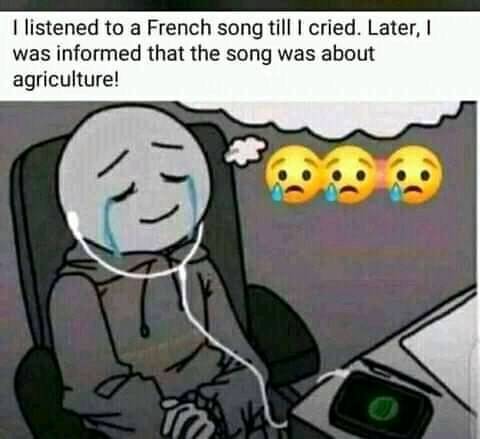 I listened to a French song till I cried. Later, I
was informed that the song was about
agriculture!